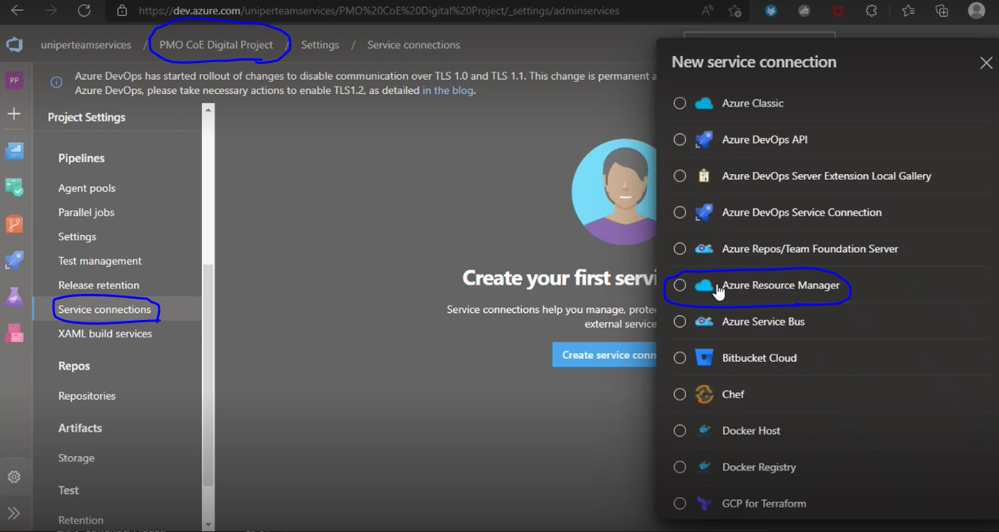 https://dev.azure.com/uniperteamservices/PMO%20CoE%20Digital%20Project/_settings/adminservices
uniperteamservices / PMO CoE Digital Project / Settings / Service connections
PP
Azure DevOps has started rollout of changes to disable communication over TLS 1.0 and TLS 1.1. This change is permanent a
Azure DevOps, please take necessary actions to enable TLS1.2, as detailed in the blog.
Project Settings
Pipelines
Agent pools
Parallel jobs
Settings
Test management
Release retention
Service connections
XAML build services
Repos
Repositories
Artifacts
Storage
Test
Retention
Create your first servi
Service connections help you manage, prote
external service
Create service conn
New service connection
Azure Classic
Azure DevOps API
Azure DevOps Server Extension Local Gallery
Azure DevOps Service Connection
Azure Repos/Team Foundation Server
Azure Resource Manager
Azure Service Bus
Bitbucket Cloud
Chef
Docker Host
Docker Registry
GCP for Terraform